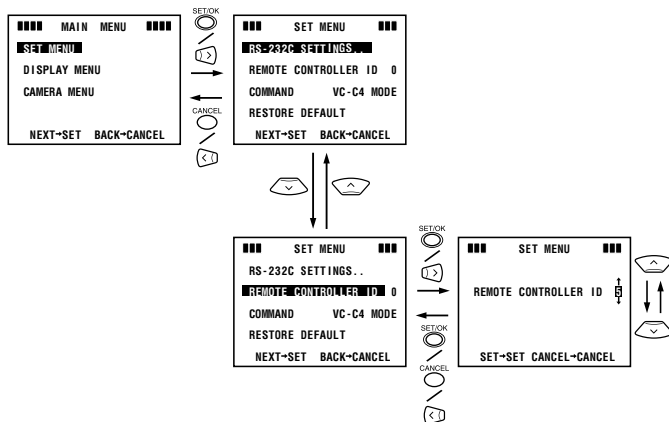 MAIN MENU
SET MENU
DISPLAY MENU
CAMERA MENU
NEXT→SET BACK→CANCEL
SET/OK
CANCEL
SET MENU
RS-232C SETTINGS..
REMOTE CONTROLLER ID 0
COMMAND VC-C4 MODE
RESTORE DEFAULT
NEXT→SET BACK→CANCEL
SET MENU
RS-232C SETTINGS..
REMOTE CONTROLLER ID 0
COMMAND VC-C4 MODE
RESTORE DEFAULT
NEXT→SET BACK→CANCEL
SET/OK
SET/OK
CANCEL
SET MENU
REMOTE CONTROLLER ID 5
SET→SET CANCEL→CANCEL